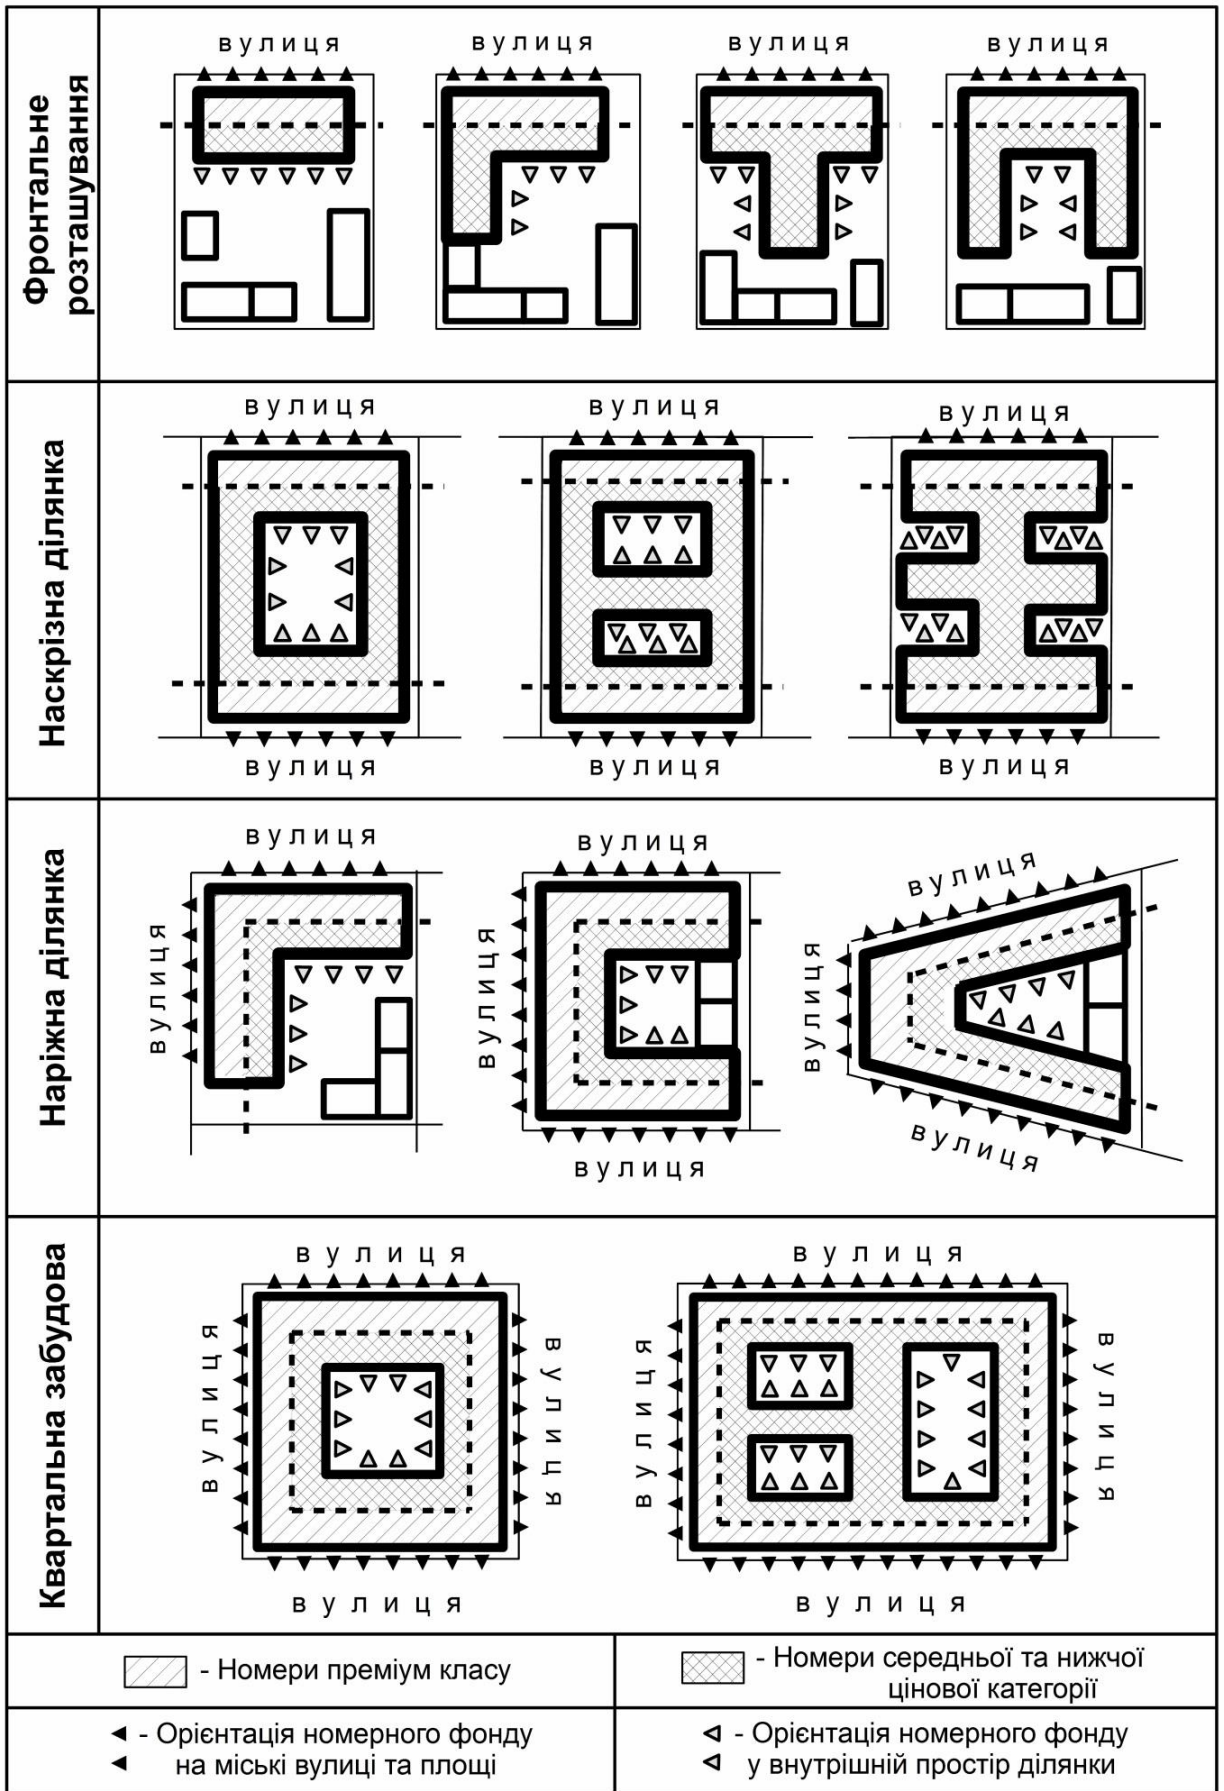 Фронтальне
розташування
вулиця
вулиця
вулиця
вулиця
Наскрізна ділянка
вулиця
вулиця
вулиця
вулиця
вулиця
вулиця
Наріжна ділянка
вулиця
вулиця
вулиця
вулиця
вулиця
вулиця
вулиця
вулиця
Квартальна забудова
вулиця
вулиця
вулиця
вулиця
вулиця
вулиця
вулиця
вулиця
- Номери преміум класу
- Номери середньої та нижчої
цінової категорії
- Орієнтація номерного фонду
на міські вулиці та площі
- Орієнтація номерного фонду
у внутрішній простір ділянки